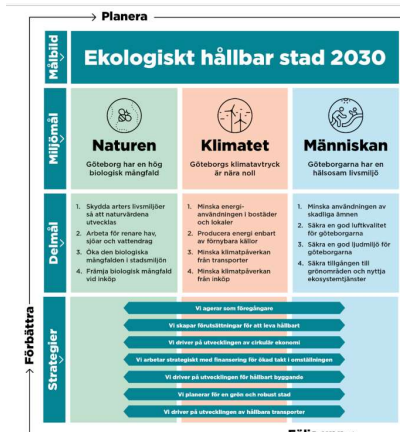 Planera
Målbild
Ekologiskt hållbar stad 2030
Miljömål
Naturen
Göteborg har en hög
biologisk mångfald
Klimatet
Göteborgs klimatavtryck
är nära noll
Människan
Göteborgarna har en
hälsosam livsmiljö
Delmål
1. Skydda arters livsmiljöer
så att naturvärdena
utvecklas
2. Arbeta för renare hav,
sjöar och vattendrag
3. Öka den biologiska
mångfalden i stadsmiljön
4. Främja biologisk mångfald
vid inköp
1. Minska energi-
användningen i bostäder
och lokaler
2. Producera energi enbart
av förnybara källor
3. Minska klimatpåverkan
från transporter
4. Minska klimatpåverkan
från inköp
1. Minska användningen av
skadliga ämnen
2. Säkra en god luftkvalitet
för göteborgarna
3. Säkra en god ljudmiljö för
göteborgarna
4. Säkra tillgången till
grönområden och nyttja
ekosystemtjänster
Förbättra
Strategier
Vi agerar som föregångare
Vi skapar förutsättningar för att leva hållbart
Vi driver på utvecklingen av cirkulär ekonomi
Vi arbetar strategiskt med finansiering för ökad takt i omställningen
Vi driver på utvecklingen för hållbart byggande
Vi planerar för en grön och robust stad
Vi driver på utvecklingen av hållbara transporter